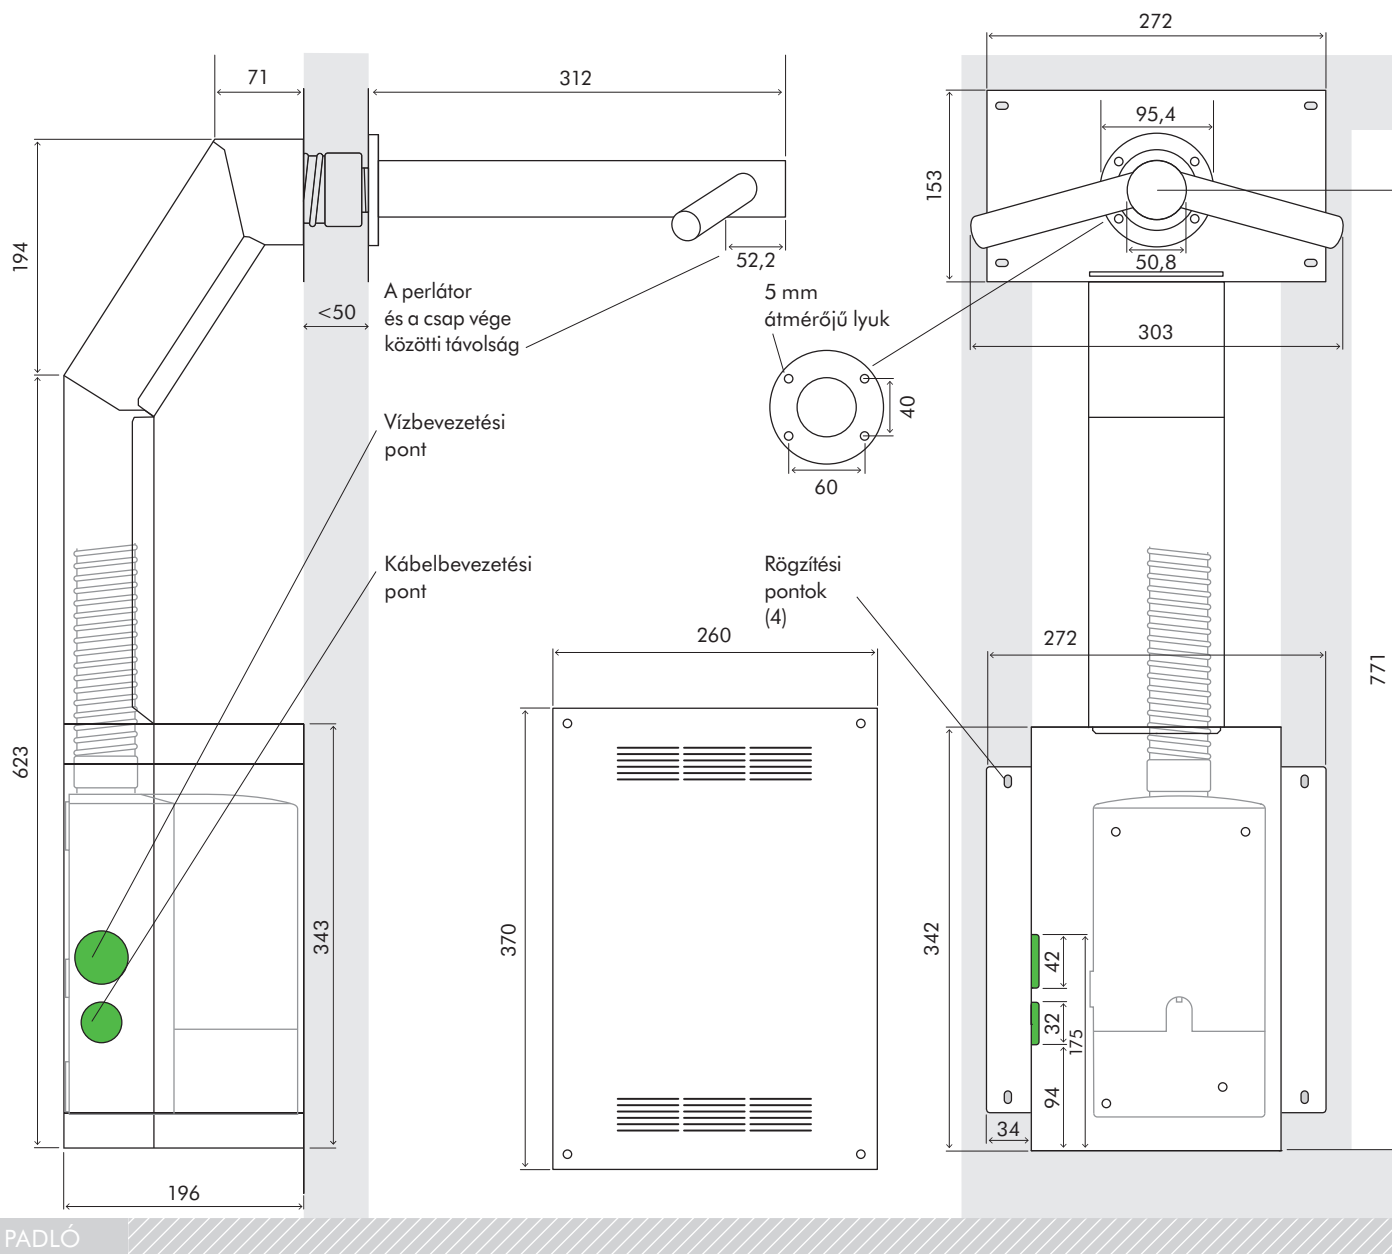 272
71
312
95,4
153
194
52,2
50,8
<50
A perlátor
és a csap vége
közötti távolság
5 mm
átmérőjű lyuk
303
40
60
Vízbevezetési
pont
Kábelbevezetési
pont
Rögzítési
pontok
(4)
260
272
771
623
343
370
342
42
32
175
94
34
196
PADLÓ